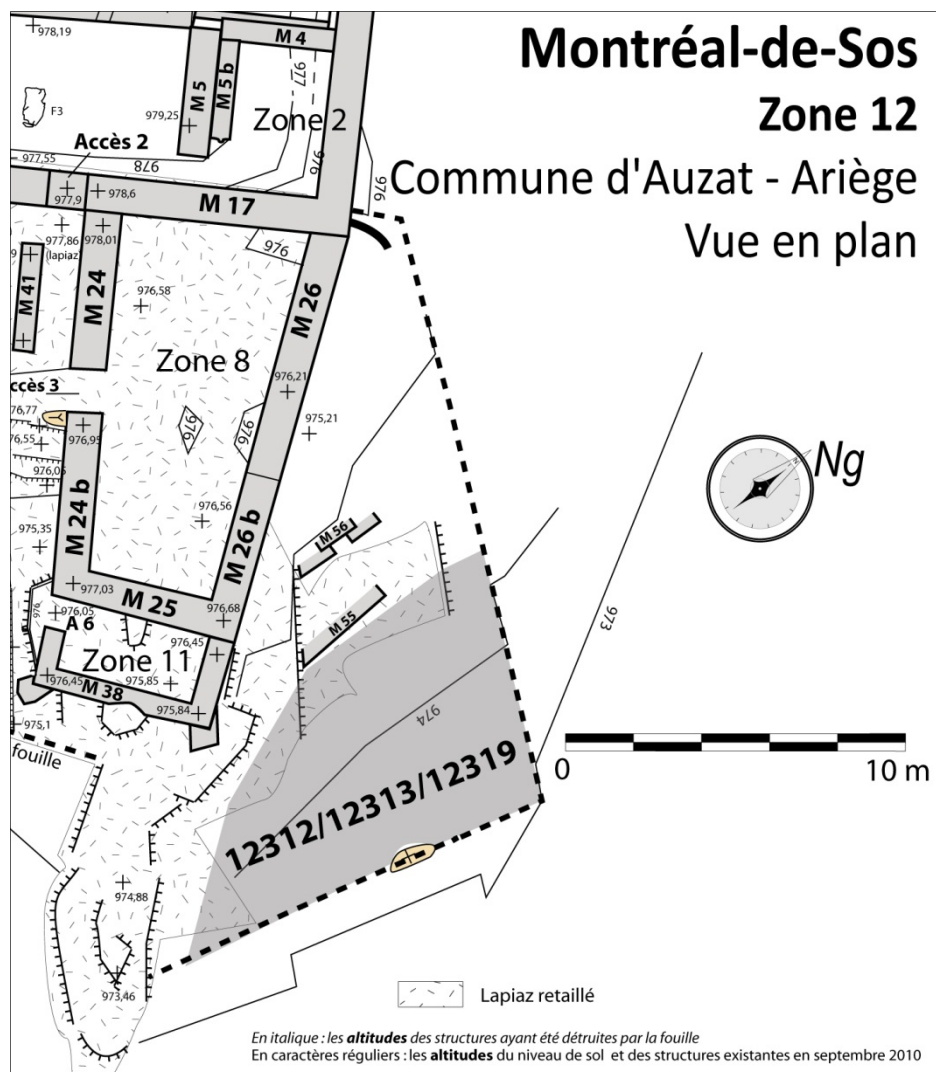 Montréal-de-Sos
Zone 12
Commune d'Auzat - Ariège
Vue en plan
978,19
M 4
977
M 5
M 5 b
F3
979,25
Zone 2
Accès 2
977,55
978
976
976
977,9
978,6
M 17
977,86
(lapiaz)
978,01
976
9
M 41
M 24
976,58
M 26
Zone 8
976,21
ccès 3
976,77
976,95
976
976
975,21
976,55
976,05
Ng
M 24 b
976,56
M 26 b
M 56
975,35
977,03
M 25
976,68
M 55
976
976,05
A 6
976,45
973
Zone 11
976,45
975,85
M 38
975,84
974
975,1
fouille
0
10 m
12312/12313/12319
974,88
973,46
Lapiaz retaillé
En italique : les altitudes des structures ayant été détruites par la fouille
En caractères réguliers : les altitudes du niveau de sol et des structures existantes en septembre 2010